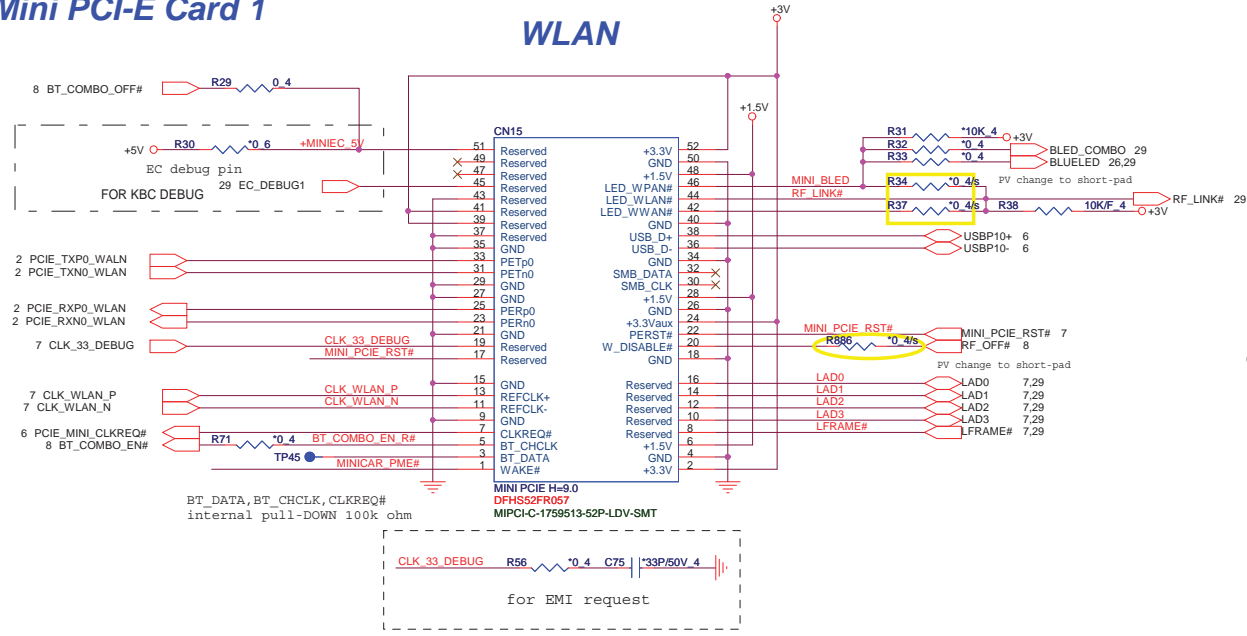 Mini PCI-E Card 1
WLAN
+3V
8 BT_COMBO_OFF#
R29 0_4
+1.5V
+5V R30 *0_6 +MINIEC_5V
EC debug pin
FOR KBC DEBUG
29 EC_DEBUG1
CN15
51 Reserved +3.3V 52
49 Reserved GND 50
47 Reserved +1.5V 48
45 Reserved LED_WPAN# 46
43 Reserved LED_WLAN# 44
41 Reserved LED_WWAN# 42
39 Reserved GND 40
37 Reserved USB_D+ 38
35 GND USB_D- 36
33 PETp0 GND 34
31 PETn0 SMB_DATA 32
29 GND SMB_CLK 30
27 GND +1.5V 28
25 PERp0 GND 26
23 PERn0 +3.3Vaux 24
21 GND PERST# 22
19 Reserved W_DISABLE# 20
17 Reserved GND 18
15 GND Reserved 16
13 REFCLK+ Reserved 14
11 REFCLK- Reserved 12
9 GND Reserved 10
7 CLKREQ# Reserved 8
5 BT_CHCLK +1.5V 6
3 BT_DATA GND 4
1 WAKE# +3.3V 2
MINI PCIE H=9.0
DFHS52FR057
MIPCI-C-1759513-52P-LDV-SMT
2 PCIE_TXP0_WALN
2 PCIE_TXN0_WLAN
2 PCIE_RXP0_WLAN
2 PCIE_RXN0_WLAN
7 CLK_33_DEBUG CLK_33_DEBUG
MINI_PCIE_RST#
7 CLK_WLAN_P CLK_WLAN_P
7 CLK_WLAN_N CLK_WLAN_N
6 PCIE_MINI_CLKREQ#
8 BT_COMBO_EN# R71 *0_4 BT_COMBO_EN_R#
TP45
MINICAR_PME#
BT_DATA,BT_CHCLK,CLKREQ#
internal pull-DOWN 100k ohm
R31 *10K_4 +3V
R32 *0_4 BLED_COMBO 29
R33 *0_4 BLUELED 26,29
PV change to short-pad
MINI_BLED R34 *0_4/s
RF_LINK# RF_LINK# 29
R37 *0_4/s R38 10K/F_4 +3V
USBP10+ 6
USBP10- 6
MINI_PCIE_RST# MINI_PCIE_RST# 7
R886 *0_4/s RF_OFF# 8
PV change to short-pad
LAD0 LAD0 7,29
LAD1 LAD1 7,29
LAD2 LAD2 7,29
LAD3 LAD3 7,29
LFRAME# LFRAME# 7,29
CLK_33_DEBUG R56 *0_4 C75 *33P/50V_4
for EMI request